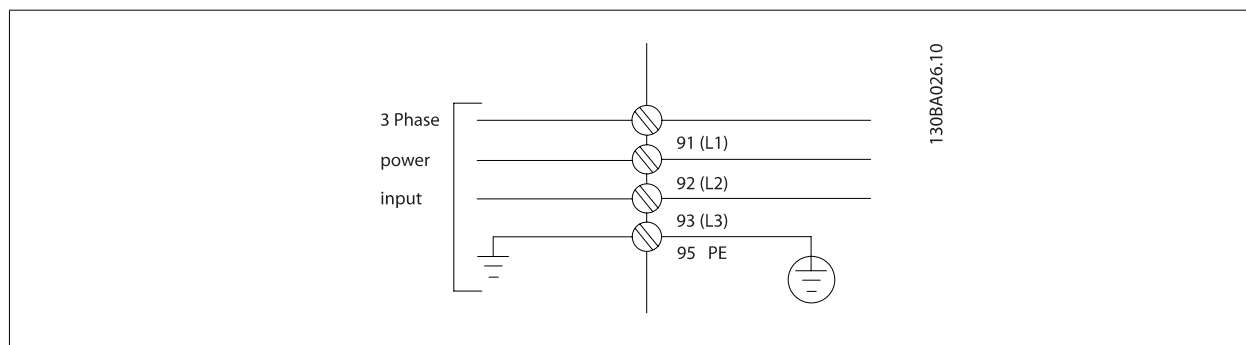 3 Phase
power
input
91 (L1)
92 (L2)
93 (L3)
95 PE
130BA026.10